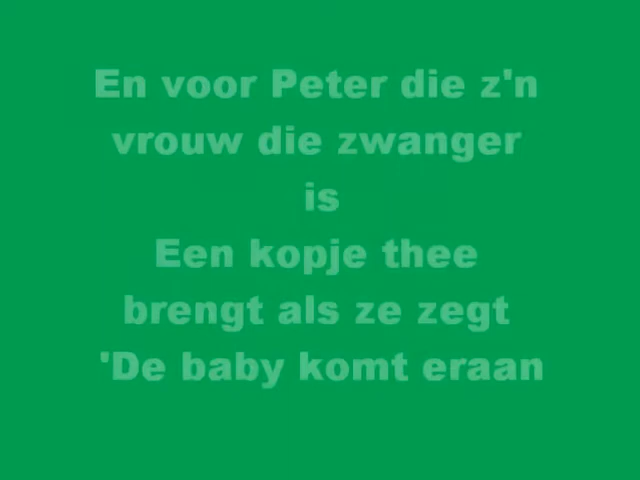 En voor Peter die z'n
vrouw die zwanger
is
Een kopje thee
brengt als ze zegt
'De baby komt eraan